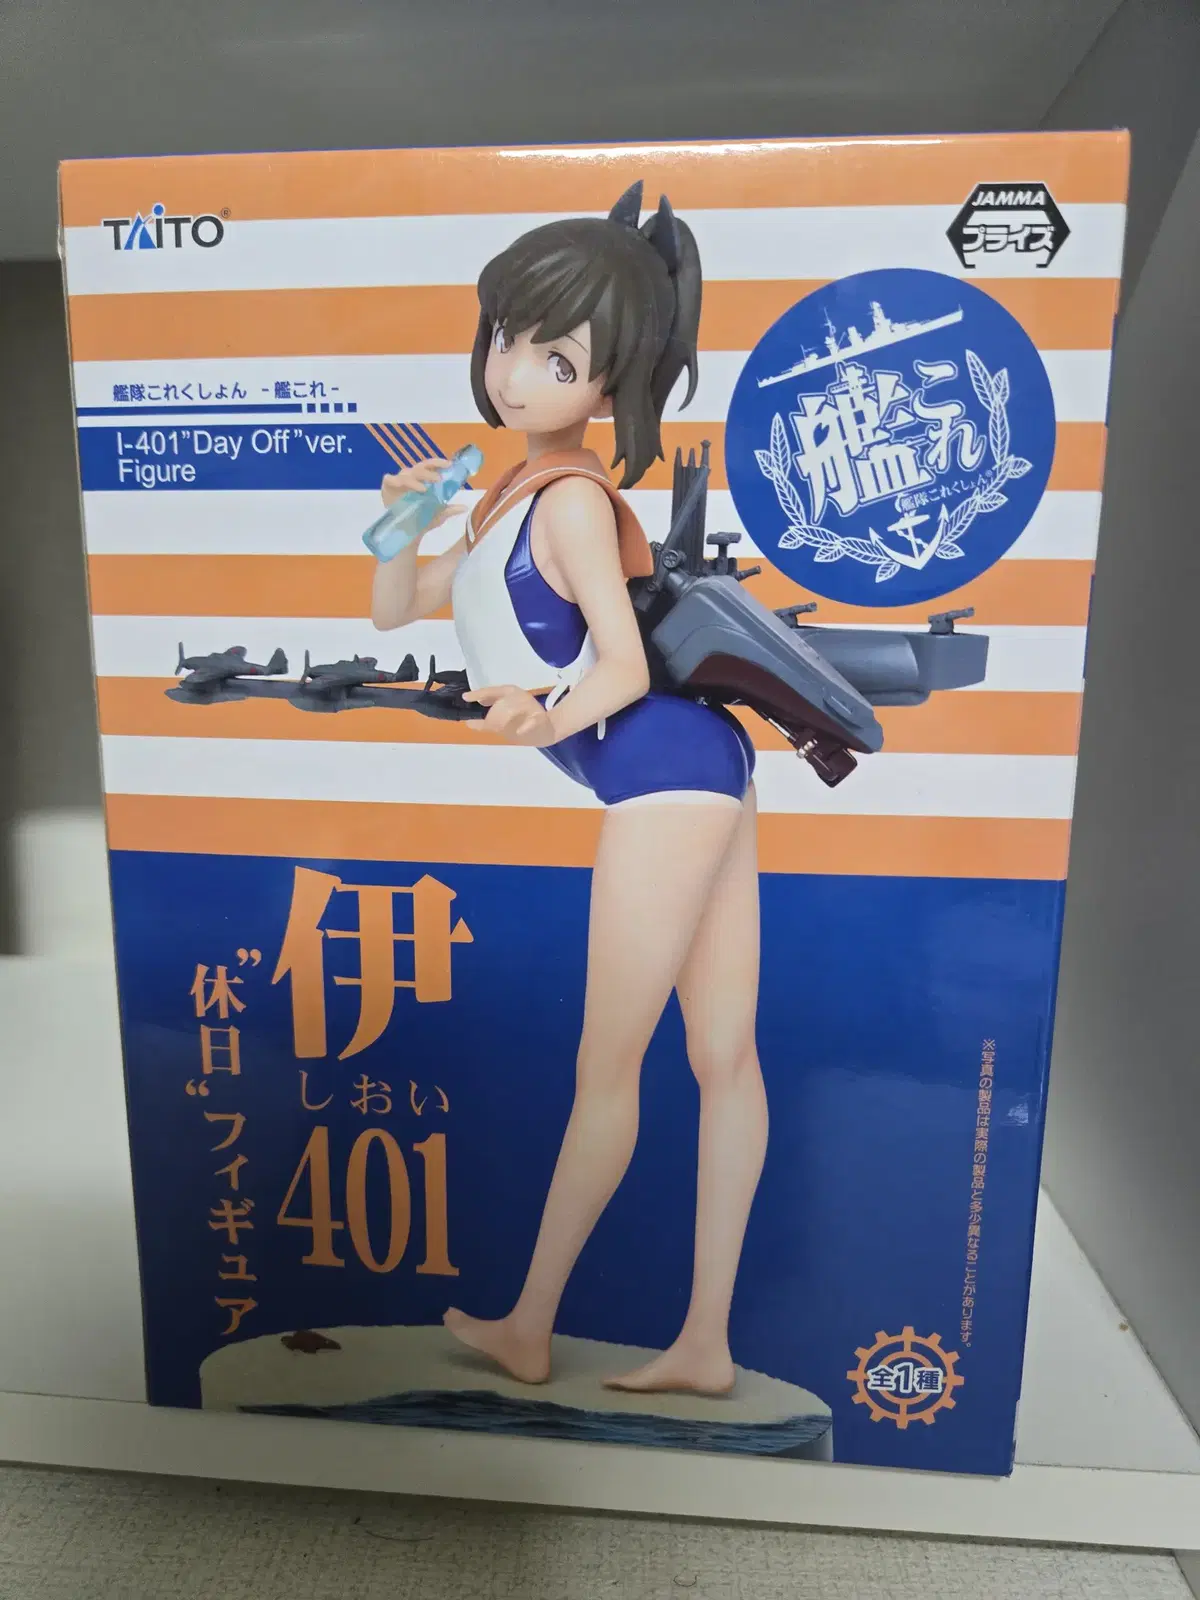 TAiTO®
JAMMA
プライズ
艦隊これくしょん -艦これ-
I-401"Day Off"ver.
Figure
艦これ
艦隊これくしょん
伊
しおい
401
"休日"フィギュア
※写真の製品は実際の製品と多少異なることがあります。
全1種